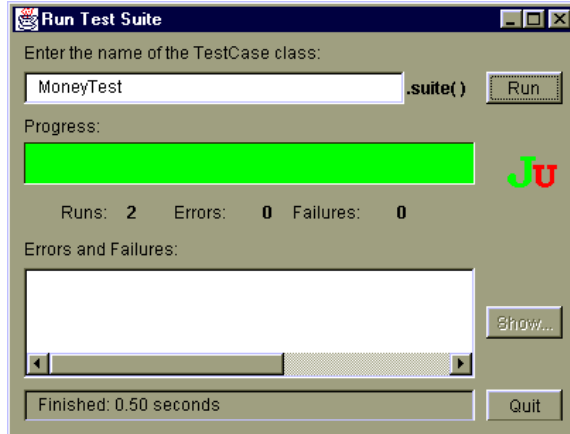 Run Test Suite
Enter the name of the TestCase class:
MoneyTest .suite( ) Run
Progress:
JU
Runs: 2 Errors: 0 Failures: 0
Errors and Failures:
Show...
Finished: 0.50 seconds Quit